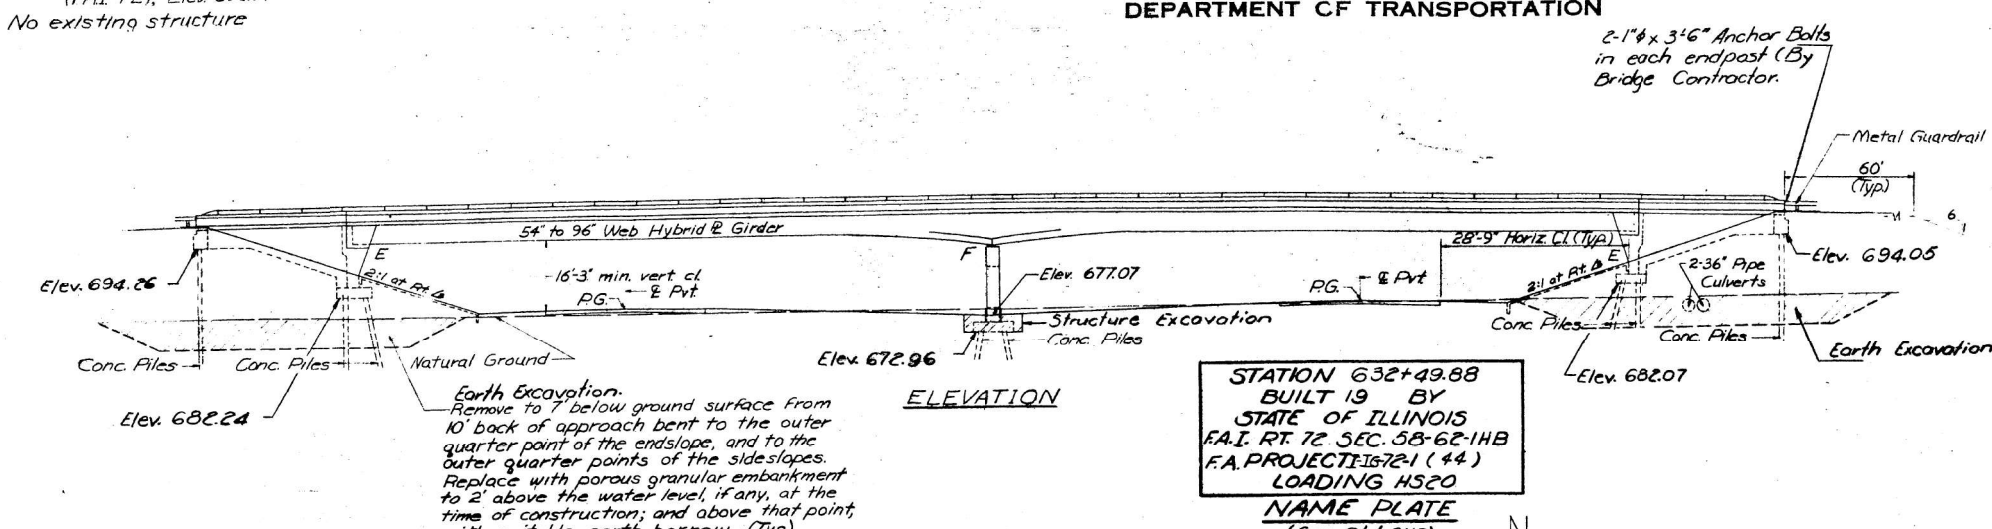 No existing structure
DEPARTMENT CF TRANSPORTATION
2-1"φ x 3'-6" Anchor Bolts
in each endpost (By
Bridge Contractor.
Metal Guardrail
60'
(Typ.)
54" to 96" Web Hybrid ℄ Girder
28'-9" Horiz. Cl. (Typ.)
E
F
E
6
Elev. 694.26
2:1 at Rt. ∠s
16'-3" min. vert cl.
℄ Pvt.
P.G.
Elev. 677.07
P.G.
℄ Pvt
2:1 at Rt. ∠s
2-36" Pipe
Culverts
Elev. 694.05
Structure Excavation
Conc. Piles
Conc. Piles
Conc. Piles
Conc. Piles
Conc. Piles
Natural Ground
Elev. 672.96
Earth Excavation
Elev. 682.07
Elev. 682.24
ELEVATION
Earth Excavation.
Remove to 7' below ground surface from
10' back of approach bent to the outer
quarter point of the endslope, and to the
outer quarter points of the sideslopes.
Replace with porous granular embankment
to 2' above the water level, if any, at the
time of construction; and above that point,
STATION 632+49.88
BUILT 19 BY
STATE OF ILLINOIS
F.A.I. RT. 72 SEC. 58-62-1HB
F.A. PROJECT I-IG-72-1 (44)
LOADING HS20
NAME PLATE
N